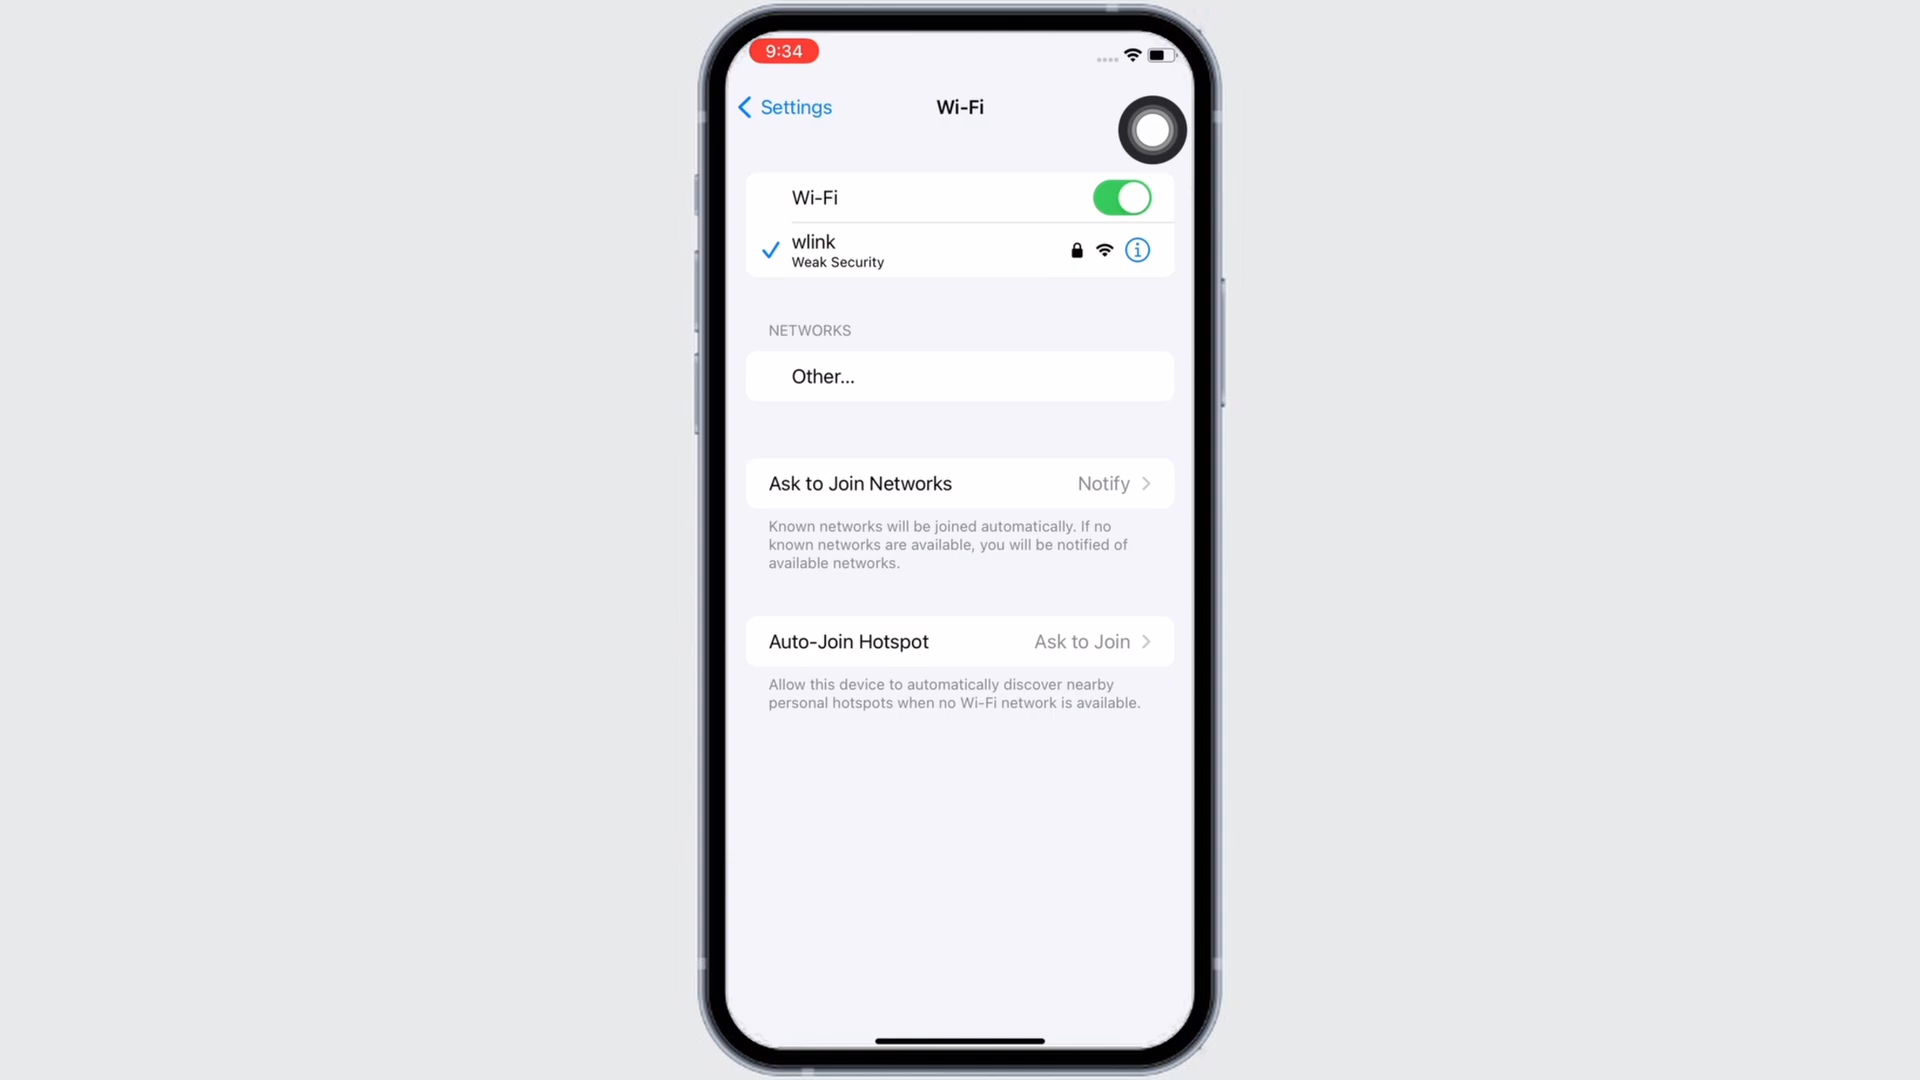 9:34
Settings
Wi-Fi
Wi-Fi
wlink
Weak Security
NETWORKS
Other...
Ask to Join Networks Notify
Known networks will be joined automatically. If no
known networks are available, you will be notified of
available networks.
Auto-Join Hotspot Ask to Join
Allow this device to automatically discover nearby
personal hotspots when no Wi-Fi network is available.